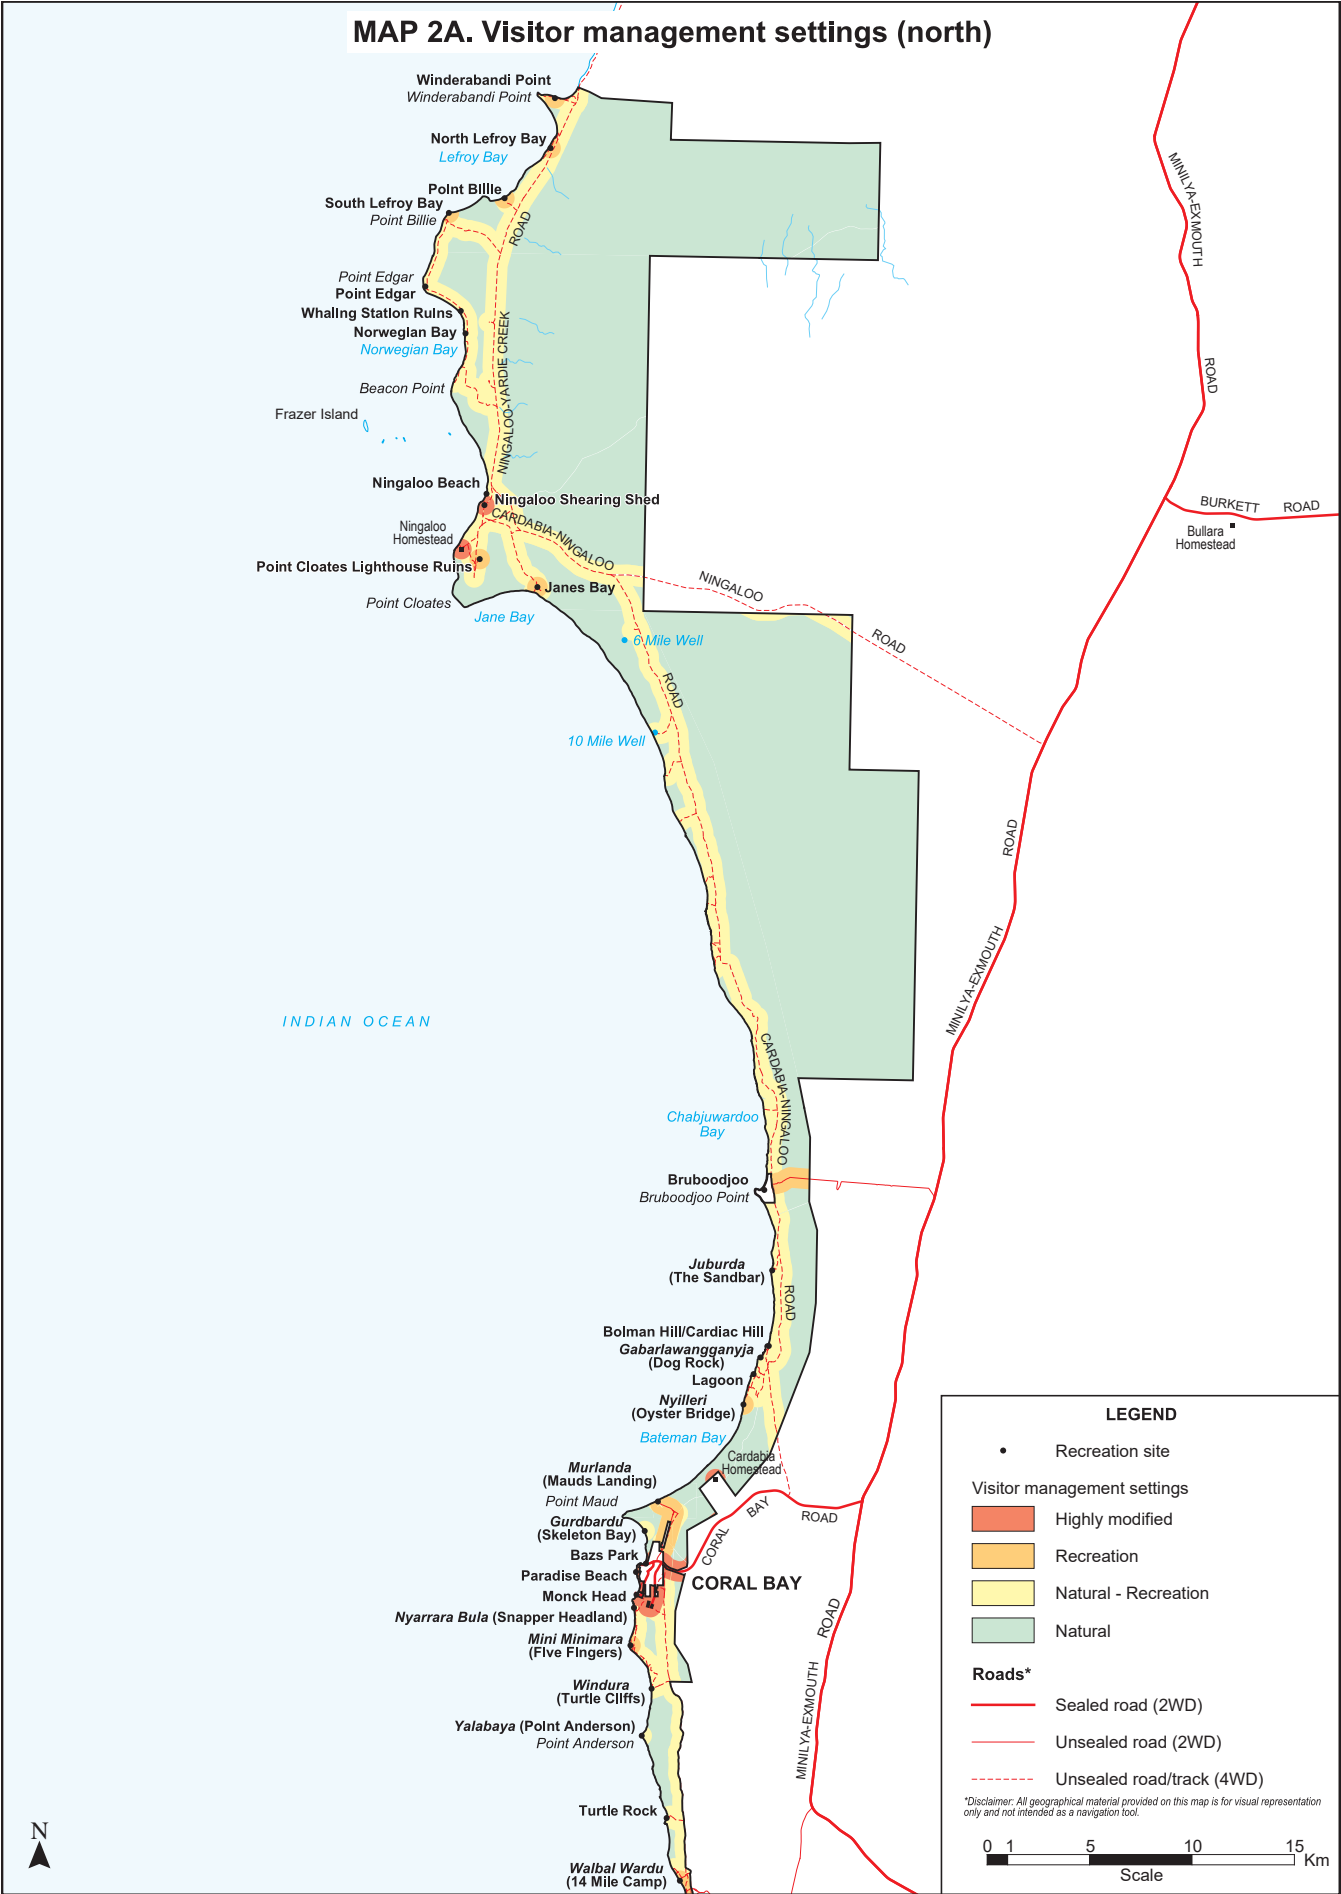 MAP 2A. Visitor management settings (north)
Winderabandi Point
Winderabandi Point
North Lefroy Bay
Lefroy Bay
Point Billie
South Lefroy Bay
Point Billie
ROAD
MINILYA-EXMOUTH
Point Edgar
Point Edgar
Whaling Station Ruins
Norwegian Bay
Norwegian Bay
NINGALOO-YARDIE CREEK
ROAD
Beacon Point
Frazer Island
Ningaloo Beach
Ningaloo Shearing Shed
BURKETT ROAD
CARDABIA-NINGALOO
Ningaloo
Homestead
Bullara
Homestead
Point Cloates Lighthouse Ruins
Janes Bay
NINGALOO
Point Cloates
Jane Bay
6 Mile Well
ROAD
ROAD
10 Mile Well
ROAD
MINILYA-EXMOUTH
INDIAN OCEAN
CARDABIA-NINGALOO
Chabjuwardoo
Bay
Bruboodjoo
Bruboodjoo Point
Juburda
(The Sandbar)
ROAD
Bolman Hill/Cardiac Hill
Gabarlawangganyja
(Dog Rock)
Lagoon
Nyilleri
(Oyster Bridge)
Bateman Bay
Cardabia
Homestead
Murlanda
(Mauds Landing)
Point Maud
CORAL BAY ROAD
Gurdbardu
(Skeleton Bay)
Bazs Park
Paradise Beach
CORAL BAY
Monck Head
Nyarrara Bula (Snapper Headland)
ROAD
Mini Minimara
(Five Fingers)
MINILYA-EXMOUTH
Windura
(Turtle Cliffs)
Yalabaya (Point Anderson)
Point Anderson
Turtle Rock
Walbal Wardu
(14 Mile Camp)
N
LEGEND
Recreation site
Visitor management settings
Highly modified
Recreation
Natural - Recreation
Natural
Roads*
Sealed road (2WD)
Unsealed road (2WD)
Unsealed road/track (4WD)
*Disclaimer: All geographical material provided on this map is for visual representation
only and not intended as a navigation tool.
0 1 5 10 15
Km
Scale